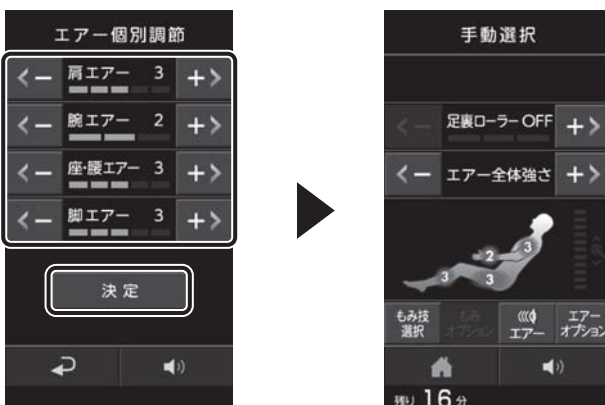 エアー個別調節
肩エアー 3
腕エアー 2
座・腰エアー 3
脚エアー 3
決定
手動選択
足裏ローラー OFF
エアー全体強さ
3
2
3
3
もみ技
選択
もみ
オプション
エアー
エアー
オプション
残り 16 分